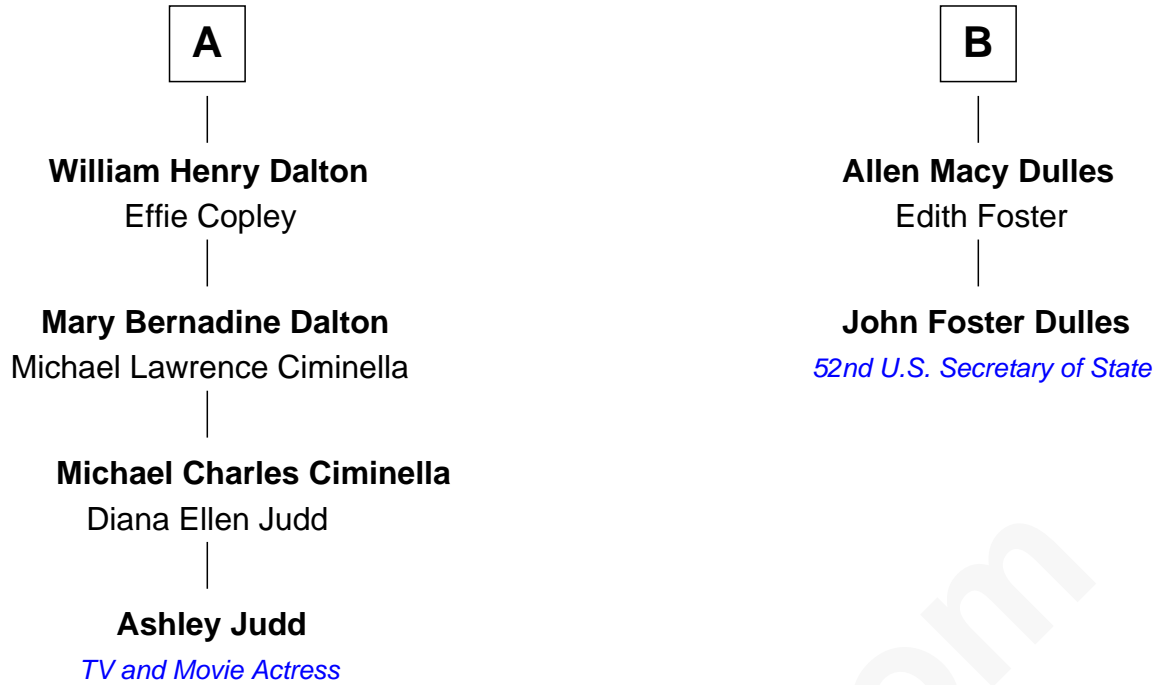 A
William Henry Dalton
Effie Copley
Mary Bernadine Dalton
Michael Lawrence Ciminella
Michael Charles Ciminella
Diana Ellen Judd
Ashley Judd
TV and Movie Actress
B
Allen Macy Dulles
Edith Foster
John Foster Dulles
52nd U.S. Secretary of State
om